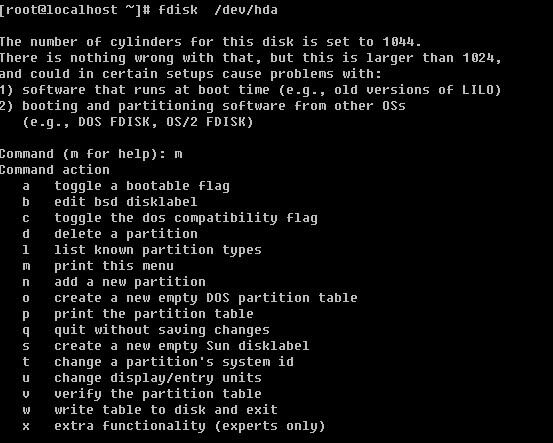 [root@localhost ~]# fdisk  /dev/hda
The number of cylinders for this disk is set to 1044.
There is nothing wrong with that, but this is larger than 1024,
and could in certain setups cause problems with:
1) software that runs at boot time (e.g., old versions of LILO)
2) booting and partitioning software from other OSs
   (e.g., DOS FDISK, OS/2 FDISK)
Command (m for help): m
Command action
   a   toggle a bootable flag
   b   edit bsd disklabel
   c   toggle the dos compatibility flag
   d   delete a partition
   l   list known partition types
   m   print this menu
   n   add a new partition
   o   create a new empty DOS partition table
   p   print the partition table
   q   quit without saving changes
   s   create a new empty Sun disklabel
   t   change a partition's system id
   u   change display/entry units
   v   verify the partition table
   w   write table to disk and exit
   x   extra functionality (experts only)